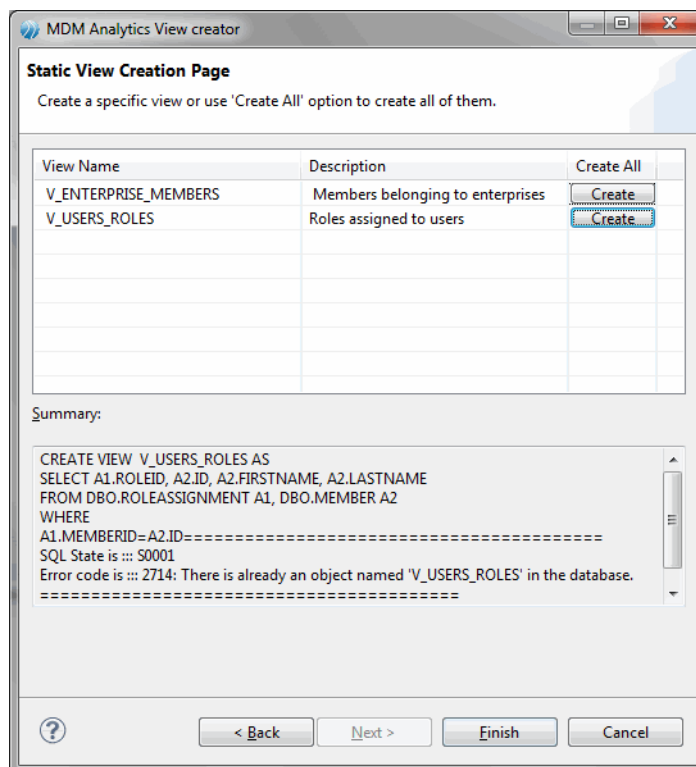 MDM Analytics View creator
Static View Creation Page
Create a specific view or use 'Create All' option to create all of them.
View Name Description Create All
V_ENTERPRISE_MEMBERS Members belonging to enterprises Create
V_USERS_ROLES Roles assigned to users Create
Summary:
CREATE VIEW V_USERS_ROLES AS
SELECT A1.ROLEID, A2.ID, A2.FIRSTNAME, A2.LASTNAME
FROM DBO.ROLEASSIGNMENT A1, DBO.MEMBER A2
WHERE
A1.MEMBERID=A2.ID=========================================
SQL State is ::: S0001
Error code is ::: 2714: There is already an object named 'V_USERS_ROLES' in the database.
=========================================
? < Back Next > Finish Cancel